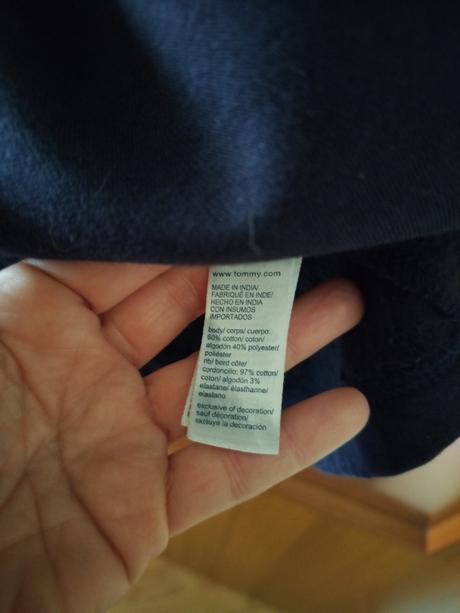 www.tommy.com
MADE IN INDIA/
FABRIQUÉ EN INDE/
HECHO EN INDIA
CON INSUMOS
IMPORTADOS
body/ corps/ cuerpo:
60% cotton/ coton/
algodón 40% polyester/
poliéster
rib/ bord côte/
cordoncillo: 97% cotton/
coton/ algodón 3%
elastane/ élasthanne/
elastano
exclusive of decoration/
sauf décoration/
excluye la decoración